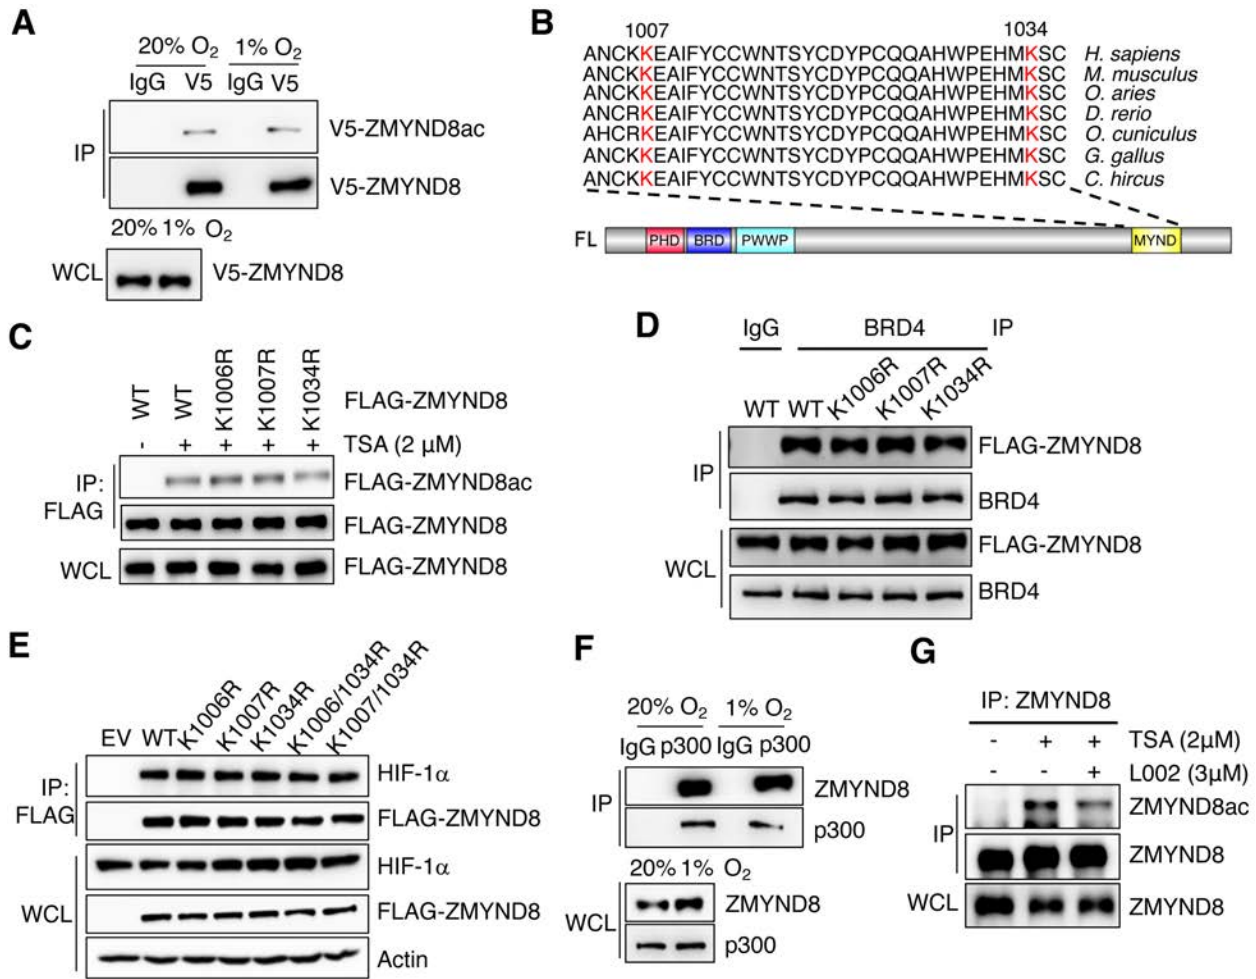 A
20% O2 1% O2
IgG V5 IgG V5
IP
V5-ZMYND8ac
V5-ZMYND8
20% 1% O2
WCL
V5-ZMYND8
B
1007 1034
ANCKKEAIFYCCWNTSYCDYPCQQAHWPEHMKSC H. sapiens
ANCKKEAIFYCCWNTSYCDYPCQQAHWPEHMKSC M. musculus
ANCKKEAIFYCCWNTSYCDYPCQQAHWPEHMKSC O. aries
ANCRKEAIFYCCWNTSYCDYPCQQAHWPEHMKSC D. rerio
AHCRKEAIFYCCWNTSYCDYPCQQAHWPEHMKSC O. cuniculus
ANCKKEAIFYCCWNTSYCDYPCQQAHWPEHMKSC G. gallus
ANCKKEAIFYCCWNTSYCDYPCQQAHWPEHMKSC C. hircus
FL PHD BRD PWWP MYND
C
WT WT K1006R K1007R K1034R FLAG-ZMYND8
- + + + + TSA (2 μM)
IP: FLAG
FLAG-ZMYND8ac
FLAG-ZMYND8
WCL FLAG-ZMYND8
D
IgG BRD4 IP
WT WT K1006R K1007R K1034R
IP
FLAG-ZMYND8
BRD4
WCL
FLAG-ZMYND8
BRD4
E
EV WT K1006R K1007R K1034R K1006/1034R K1007/1034R
IP: FLAG
HIF-1α
FLAG-ZMYND8
WCL
HIF-1α
FLAG-ZMYND8
Actin
F
20% O2 1% O2
IgG p300 IgG p300
IP
ZMYND8
p300
20% 1% O2
WCL
ZMYND8
p300
G
IP: ZMYND8
- + + TSA (2μM)
- - + L002 (3μM)
IP
ZMYND8ac
ZMYND8
WCL ZMYND8